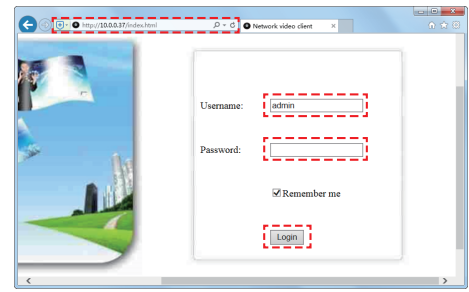 http://10.0.0.37/index.html
Network video client
Username:
admin
Password:
Remember me
Login